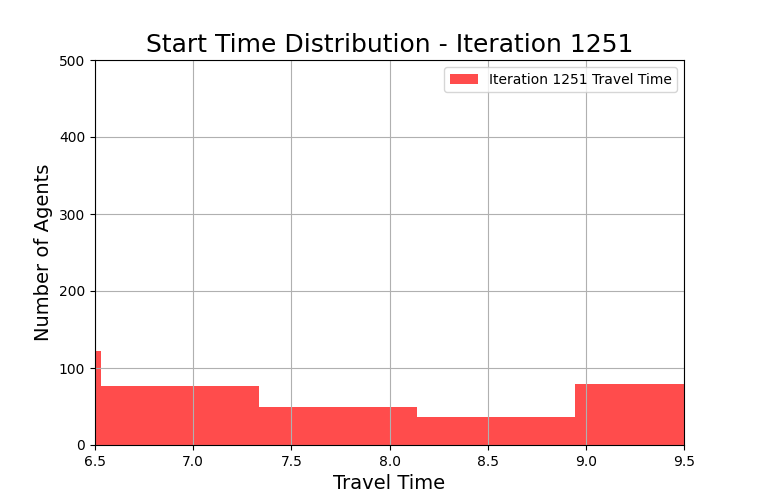 Start Time Distribution - Iteration 1251
Iteration 1251 Travel Time
Number of Agents
500
400
300
200
100
0
6.5 7.0 7.5 8.0 8.5 9.0 9.5
Travel Time